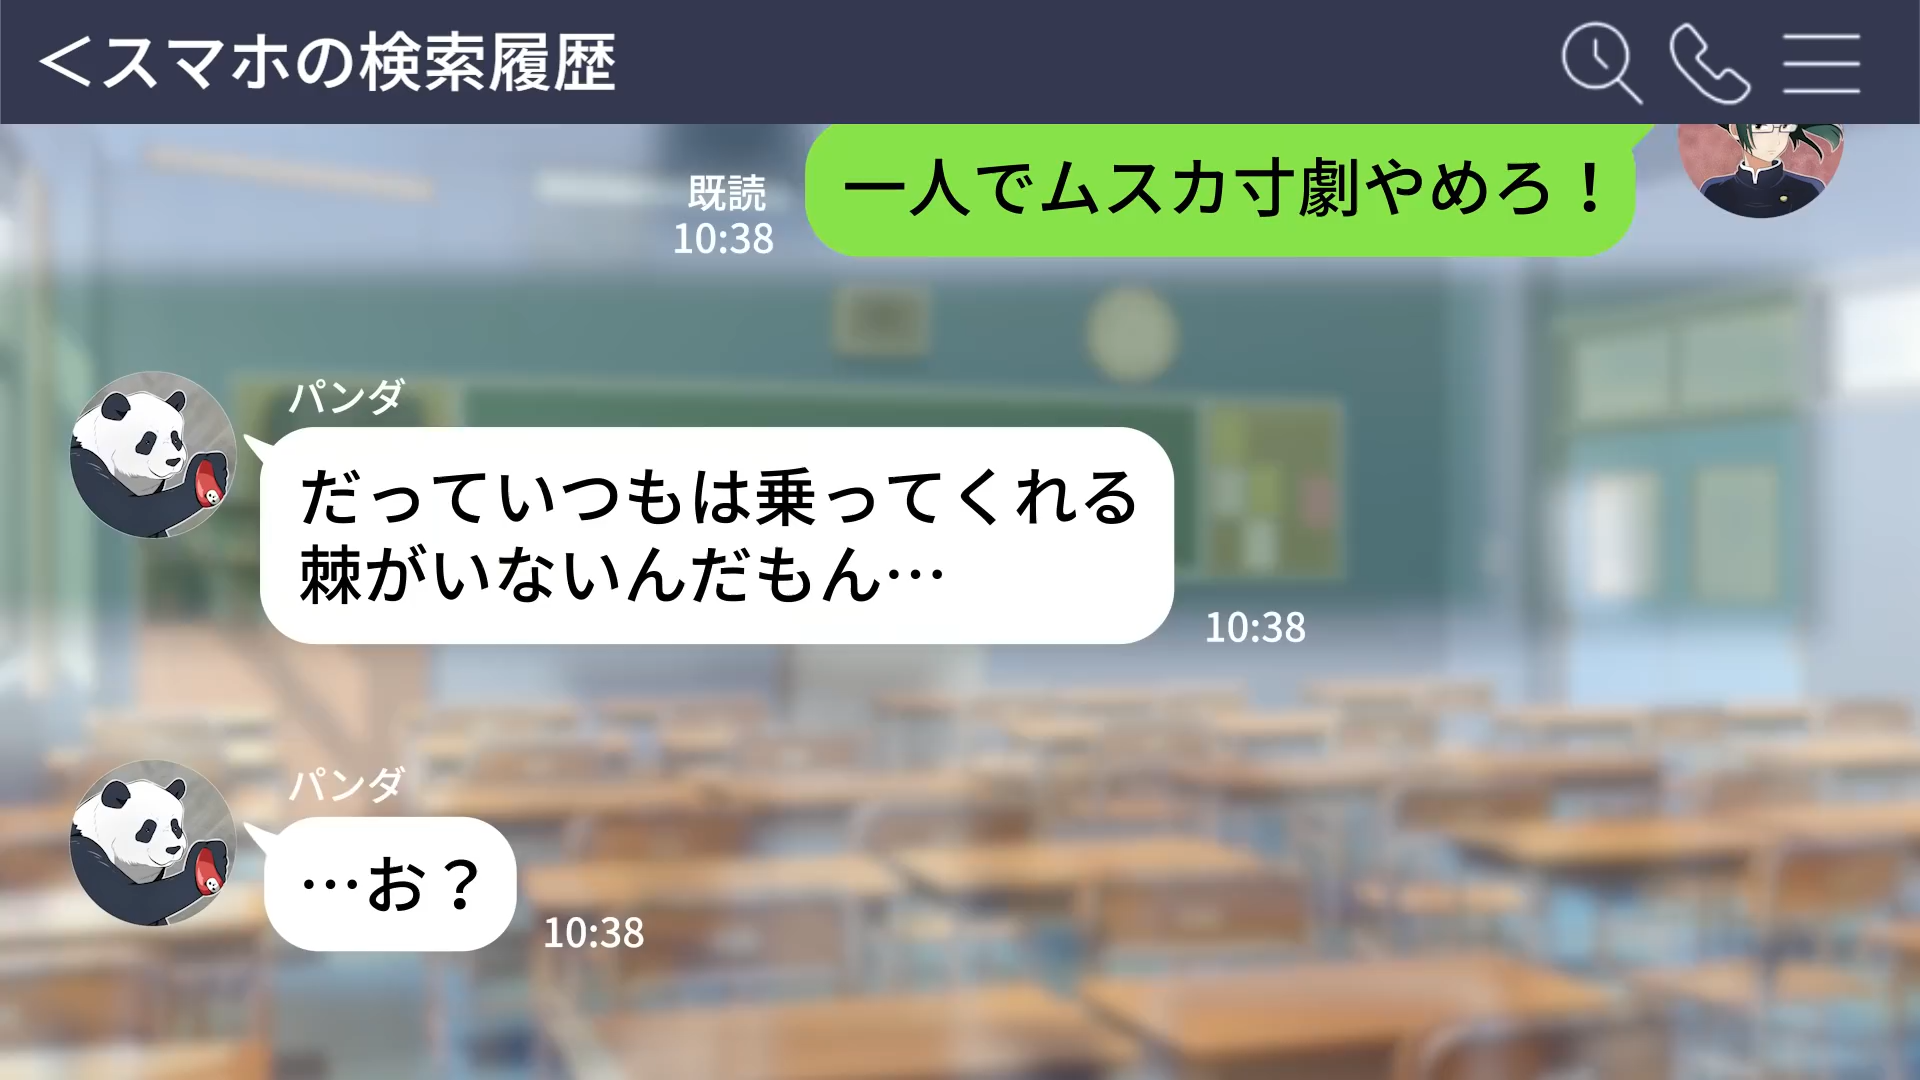 ＜スマホの検索履歴
一人でムスカ寸劇やめろ！
既読
10:38
パンダ
だっていつもは乗ってくれる
棘がいないんだもん…
10:38
パンダ
…お？
10:38